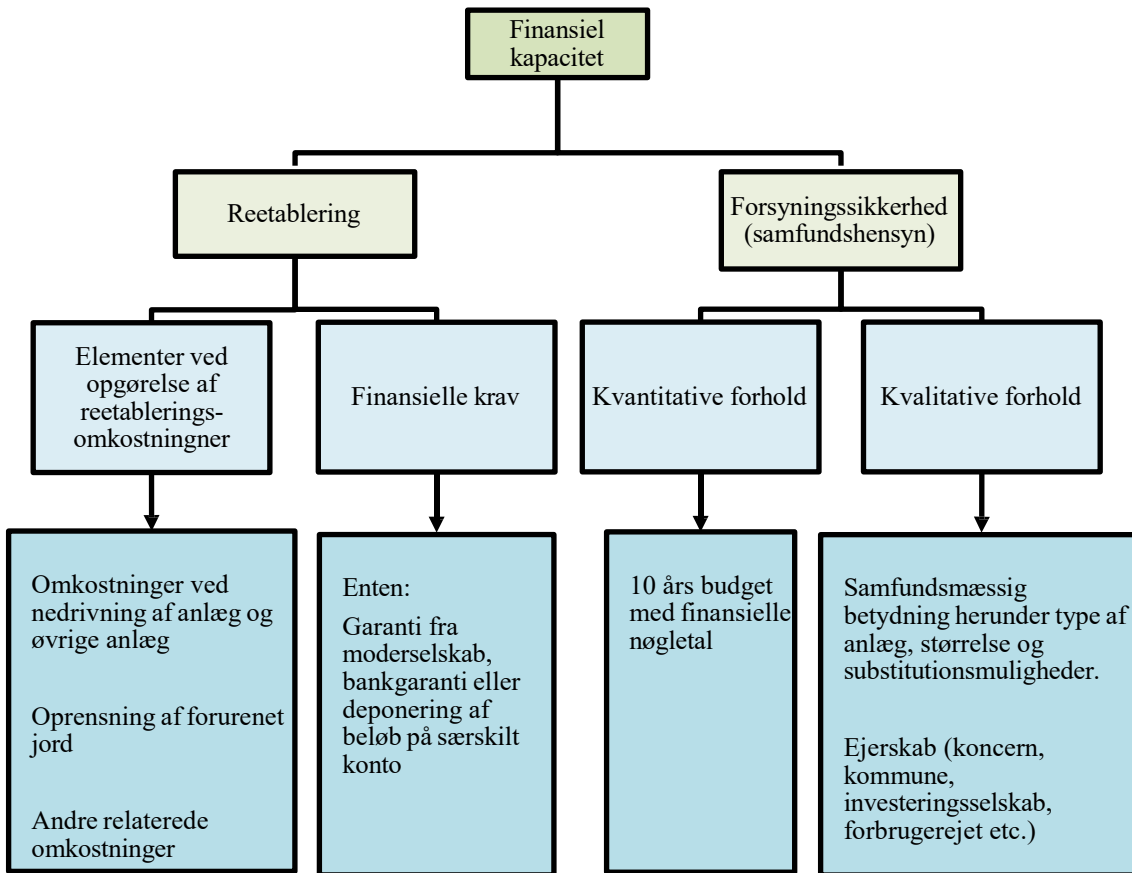 Finansiel
kapacitet
Reetablering
Forsyningssikkerhed
(samfundshensyn)
Elementer ved
opgørelse af
reetablerings-
omkostningner
Finansielle krav
Kvantitative forhold
Kvalitative forhold
Omkostninger ved
nedrivning af anlæg og
øvrige anlæg
Oprensning af forurenet
jord
Andre relaterede
omkostninger
Enten:
Garanti fra
moderselskab,
bankgaranti eller
deponering af
beløb på særskilt
konto
10 års budget
med finansielle
nøgletal
Samfundsmæssig
betydning herunder type af
anlæg, størrelse og
substitutionsmuligheder.
Ejerskab (koncern,
kommune,
investeringsselskab,
forbrugerejet etc.)